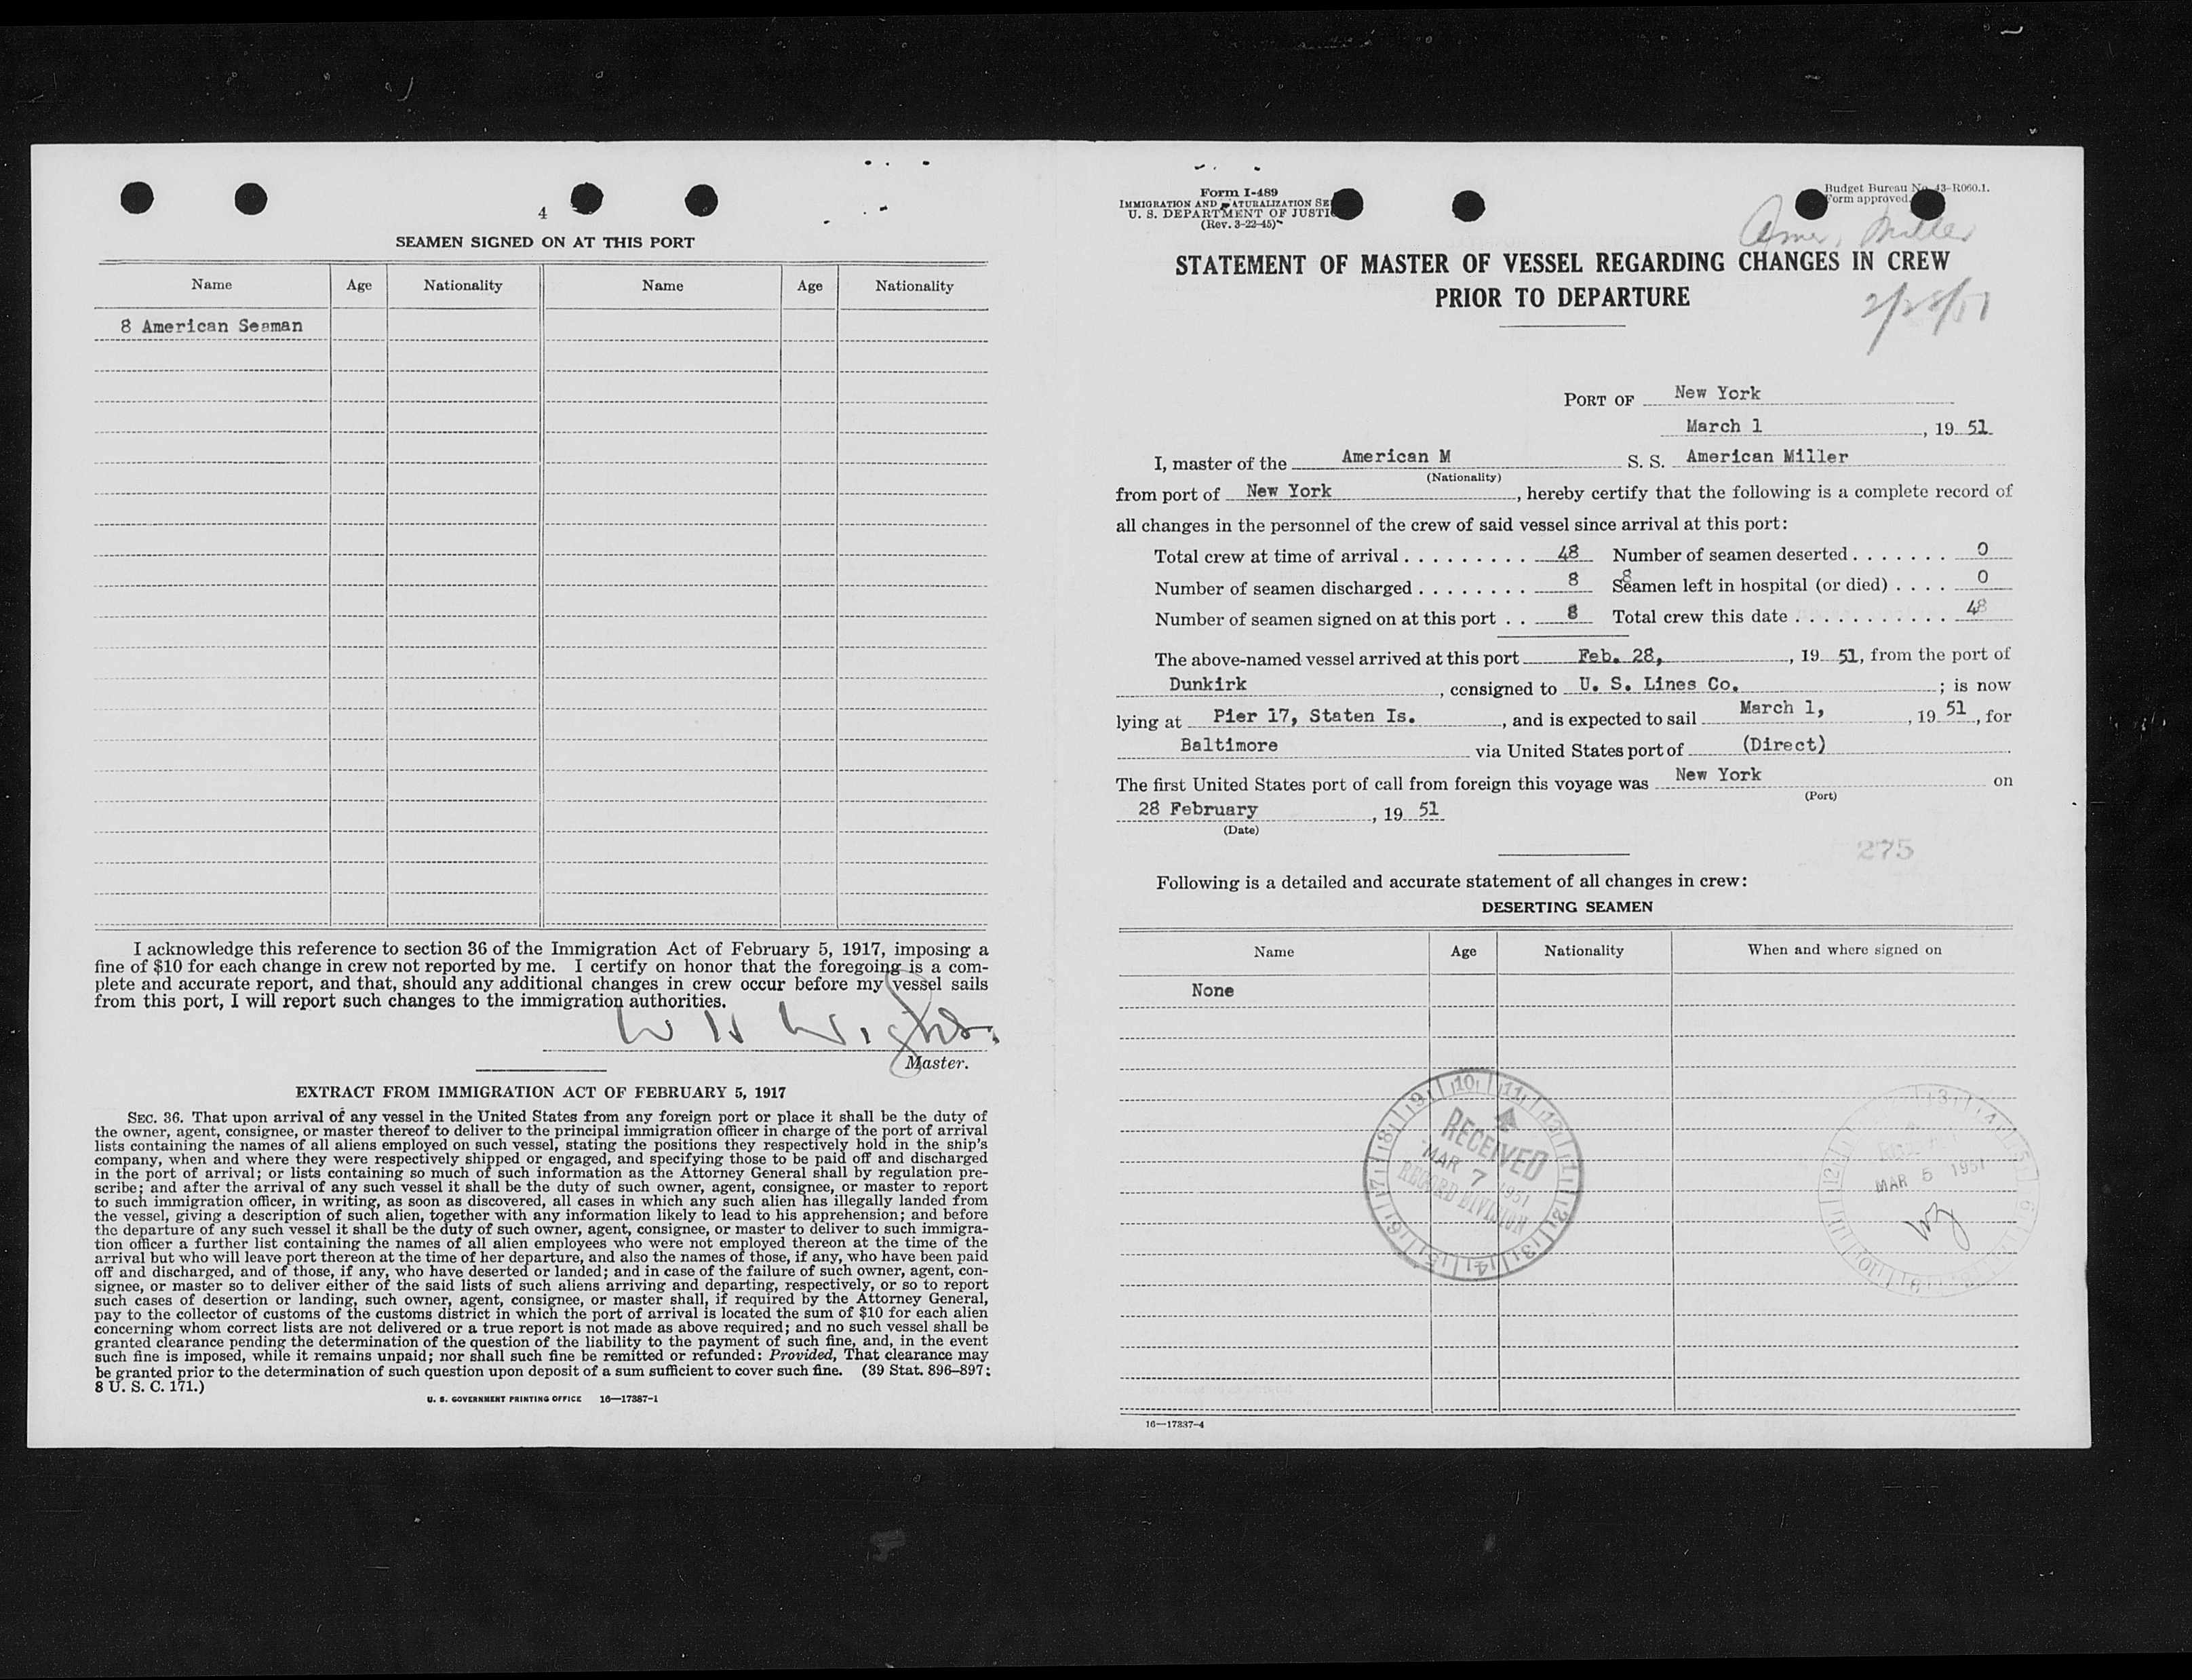 4
SEAMEN SIGNED ON AT THIS PORT
Name Age Nationality Name Age Nationality
8 American Seaman
I acknowledge this reference to section 36 of the Immigration Act of February 5, 1917, imposing a
fine of $10 for each change in crew not reported by me. I certify on honor that the foregoing is a com-
plete and accurate report, and that, should any additional changes in crew occur before my vessel sails
from this port, I will report such changes to the immigration authorities.
W H
Master.
EXTRACT FROM IMMIGRATION ACT OF FEBRUARY 5, 1917
SEC. 36. That upon arrival of any vessel in the United States from any foreign port or place it shall be the duty of
the owner, agent, consignee, or master thereof to deliver to the principal immigration officer in charge of the port of arrival
lists containing the names of all aliens employed on such vessel, stating the positions they respectively hold in the ship's
company, when and where they were respectively shipped or engaged, and specifying those to be paid off and discharged
in the port of arrival; or lists containing so much of such information as the Attorney General shall by regulation pre-
scribe; and after the arrival of any such vessel it shall be the duty of such owner, agent, consignee, or master to report
to such immigration officer, in writing, as soon as discovered, all cases in which any such alien has illegally landed from
the vessel, giving a description of such alien, together with any information likely to lead to his apprehension; and before
the departure of any such vessel it shall be the duty of such owner, agent, consignee, or master to deliver to such immigra-
tion officer a further list containing the names of all alien employees who were not employed thereon at the time of the
arrival but who will leave port thereon at the time of her departure, and also the names of those, if any, who have been paid
off and discharged, and of those, if any, who have deserted or landed; and in case of the failure of such owner, agent, con-
signee, or master so to deliver either of the said lists of such aliens arriving and departing, respectively, or so to report
such cases of desertion or landing, such owner, agent, consignee, or master shall, if required by the Attorney General,
pay to the collector of customs of the customs district in which the port of arrival is located the sum of $10 for each alien
concerning whom correct lists are not delivered or a true report is not made as above required; and no such vessel shall be
granted clearance pending the determination of the question of the liability to the payment of such fine, and, in the event
such fine is imposed, while it remains unpaid; nor shall such fine be remitted or refunded: Provided, That clearance may
be granted prior to the determination of such question upon deposit of a sum sufficient to cover such fine. (39 Stat. 896–897;
8 U. S. C. 171.)
U. S. GOVERNMENT PRINTING OFFICE 16—17387-1
Form I-489
IMMIGRATION AND NATURALIZATION SE
U. S. DEPARTMENT OF JUSTI
(Rev. 3-22-45)
Budget Bureau No. 43-R060.1.
Form approved.
Amer. Miller
2/28/51
STATEMENT OF MASTER OF VESSEL REGARDING CHANGES IN CREW
PRIOR TO DEPARTURE
PORT OF New York
March 1, 19 51
I, master of the American M S. S. American Miller
(Nationality)
from port of New York, hereby certify that the following is a complete record of
all changes in the personnel of the crew of said vessel since arrival at this port:
Total crew at time of arrival 48 Number of seamen deserted 0
Number of seamen discharged 8 Seamen left in hospital (or died) 0
Number of seamen signed on at this port 8 Total crew this date 48
The above-named vessel arrived at this port Feb. 28, 19 51, from the port of
Dunkirk, consigned to U. S. Lines Co.; is now
lying at Pier 17, Staten Is., and is expected to sail March 1, 19 51, for
Baltimore via United States port of (Direct)
The first United States port of call from foreign this voyage was New York on
(Port)
28 February, 19 51
(Date)
275
Following is a detailed and accurate statement of all changes in crew:
DESERTING SEAMEN
Name Age Nationality When and where signed on
None
RECEIVED
MAR 7 1951
RECORD DIVISION
MAR 5 1951
16—17387-4